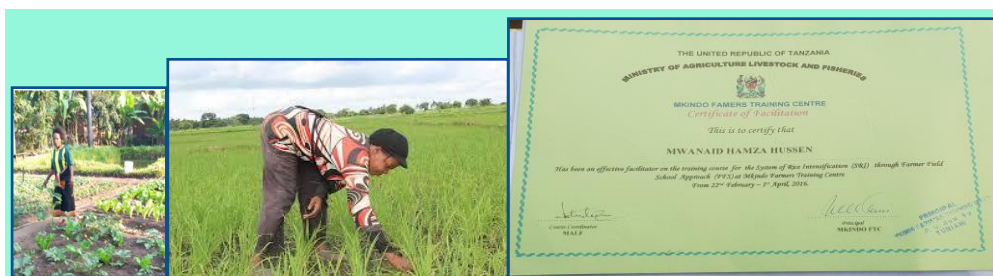 THE UNITED REPUBLIC OF TANZANIA
MINISTRY OF AGRICULTURE LIVESTOCK AND FISHERIES
MKINDO FAMERS TRAINING CENTRE
Certificate of Facilitation
This is to certify that
MWANAID HAMZA HUSSEN
Has been an effective facilitator on the training course for the System of Rice Intensification (SRI) through Farmer Field
School Approach (FFS) at Mkindo Farmers Training Centre
From 22nd February – 1st April, 2016.
Course Coordinator
MALF
Principal
MKINDO FTC
PRINCIPAL
TURIANI